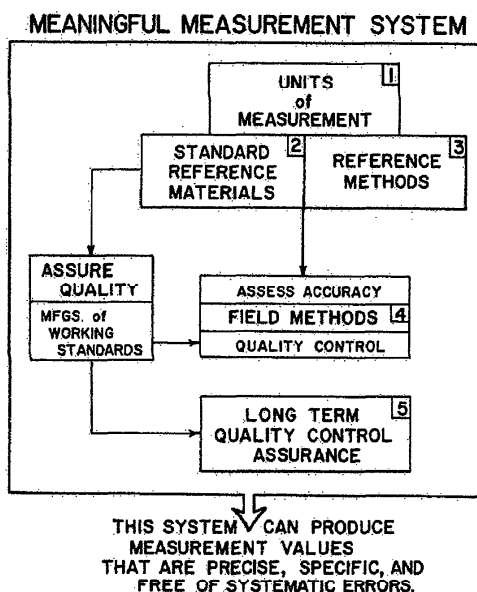 MEANINGFUL MEASUREMENT SYSTEM
1
UNITS
of
MEASUREMENT
2
STANDARD
REFERENCE
MATERIALS
3
REFERENCE
METHODS
ASSURE
QUALITY
MFGS. of
WORKING
STANDARDS
ASSESS ACCURACY
FIELD METHODS 4
QUALITY CONTROL
5
LONG TERM
QUALITY CONTROL
ASSURANCE
THIS SYSTEM CAN PRODUCE
MEASUREMENT VALUES
THAT ARE PRECISE, SPECIFIC, AND
FREE OF SYSTEMATIC ERRORS.